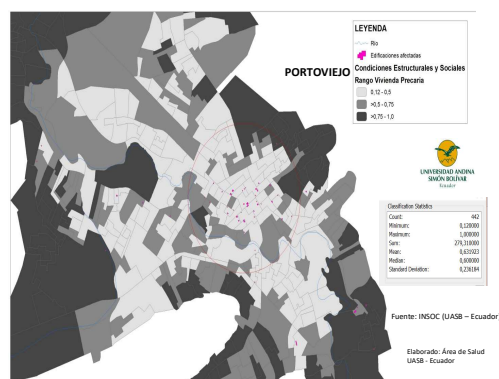 LEYENDA
Río
Edificaciones afectadas
Condiciones Estructurales y Sociales
Rango Vivienda Precaria
0,12 - 0,5
>0,5 - 0,75
>0,75 - 1,0
PORTOVIEJO
UNIVERSIDAD ANDINA
SIMÓN BOLÍVAR
Ecuador
Classification Statistics
Count: 442
Minimum: 0,120000
Maximum: 1,000000
Sum: 279,310000
Mean: 0,631923
Median: 0,600000
Standard Deviation: 0,236184
Fuente: INSOC (UASB – Ecuador
Elaborado: Área de Salud
UASB - Ecuador